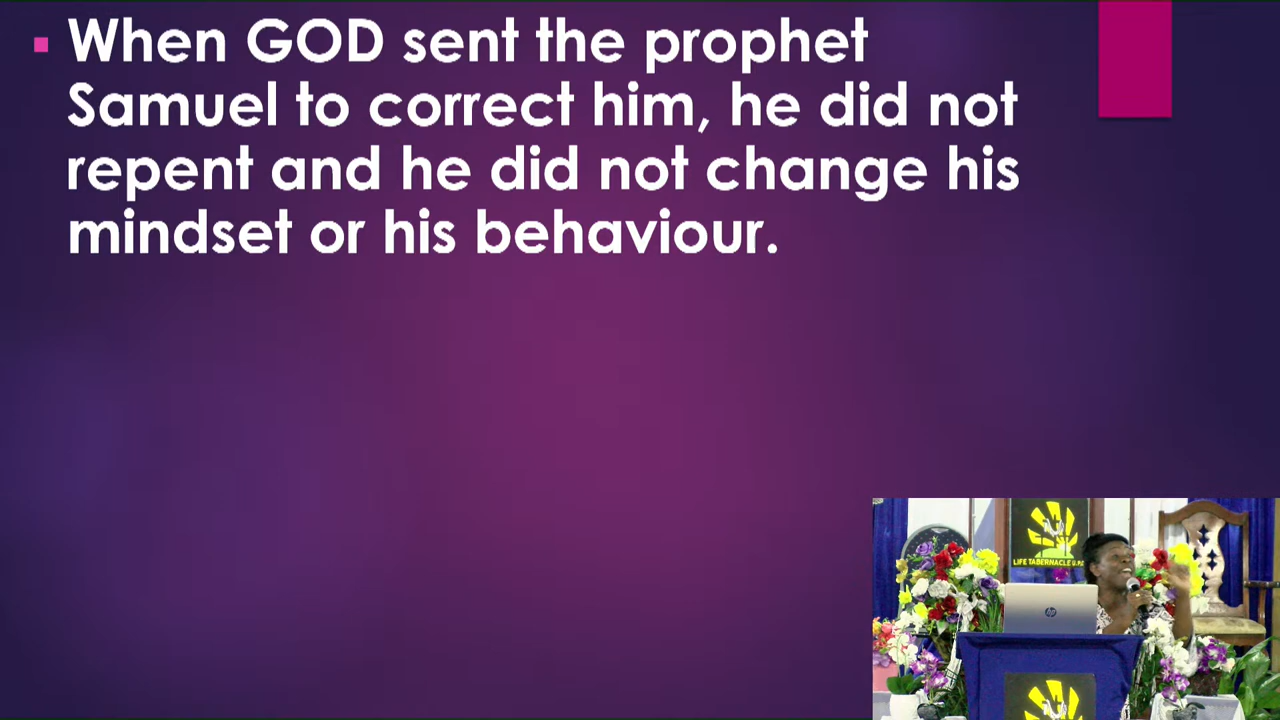 When GOD sent the prophet
Samuel to correct him, he did not
repent and he did not change his
mindset or his behaviour.
LIFE TABERNACLE U.P.C
hp